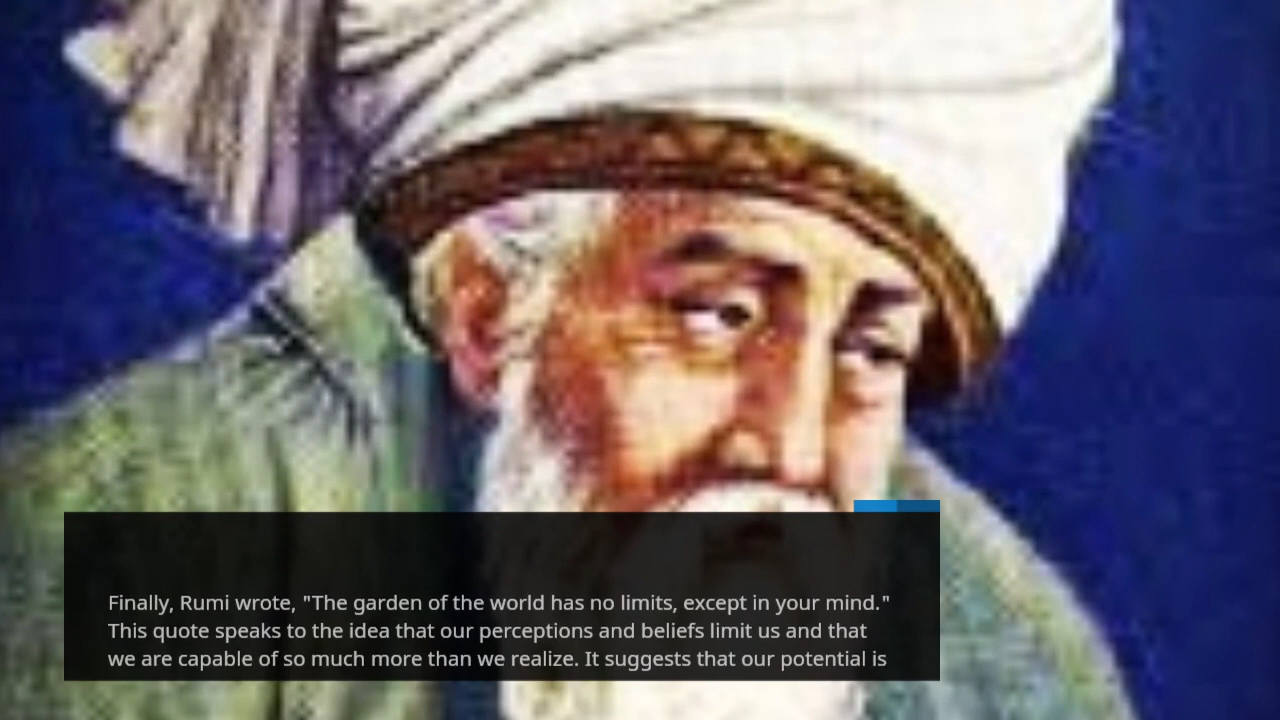 Finally, Rumi wrote, "The garden of the world has no limits, except in your mind."
This quote speaks to the idea that our perceptions and beliefs limit us and that
we are capable of so much more than we realize. It suggests that our potential is